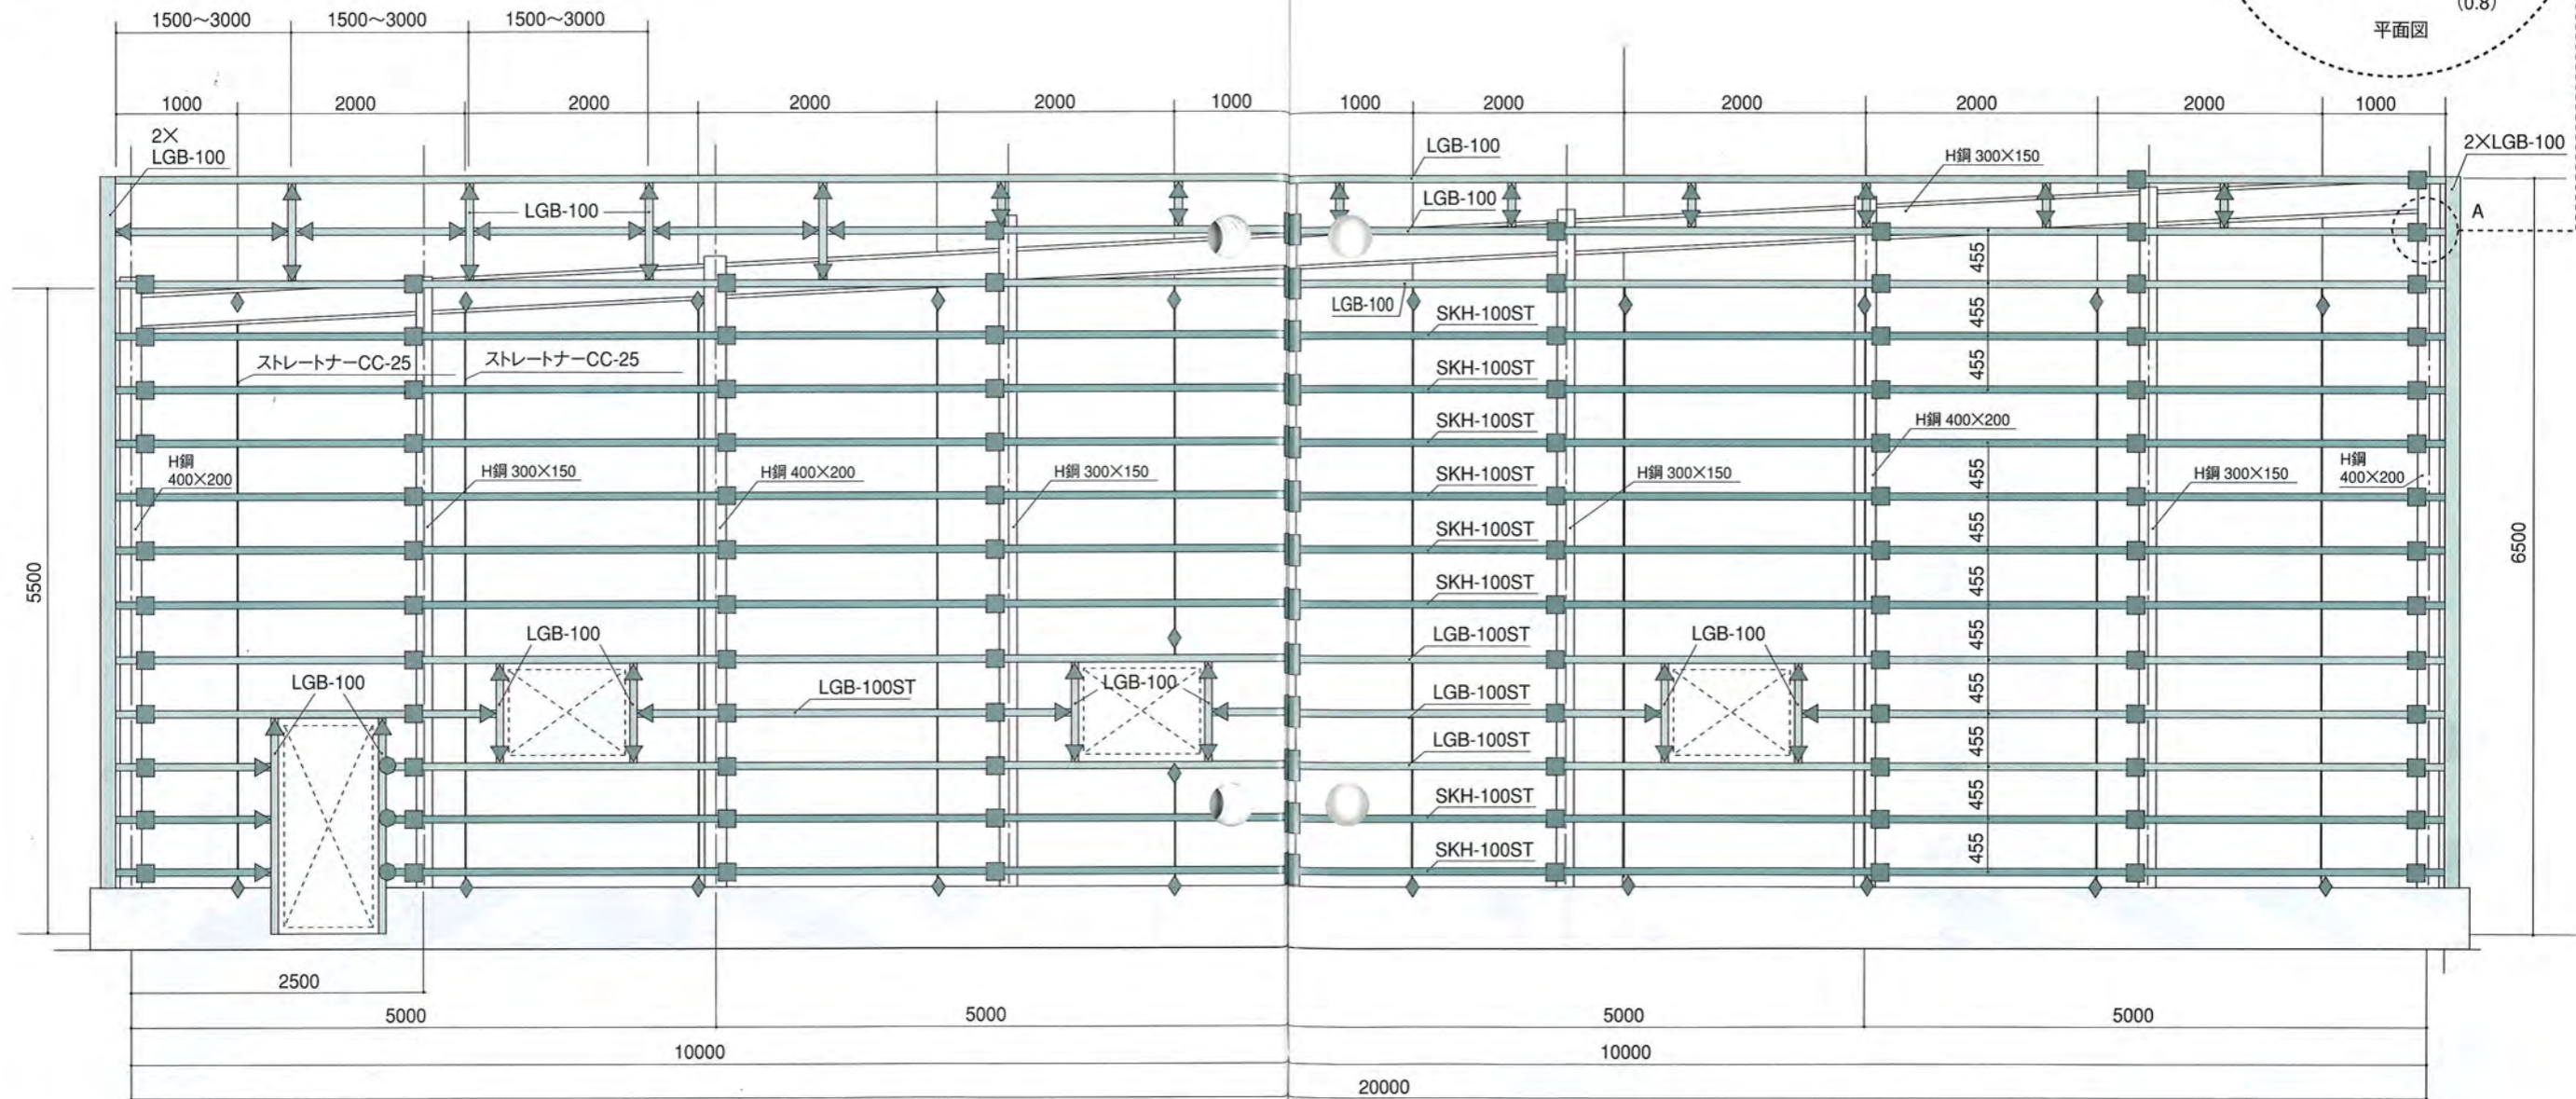 (0.8)
平面図
1500〜3000
1500〜3000
1500〜3000
1000
2000
2000
2000
2000
1000
1000
2000
2000
2000
2000
1000
2×
LGB-100
LGB-100
H鋼 300×150
2×LGB-100
LGB-100
LGB-100
A
455
LGB-100
SKH-100ST
455
ストレートナーCC-25
ストレートナーCC-25
SKH-100ST
455
SKH-100ST
H鋼 400×200
H鋼
400×200
H鋼 300×150
H鋼 400×200
H鋼 300×150
SKH-100ST
H鋼 300×150
455
H鋼 300×150
H鋼
400×200
SKH-100ST
455
6500
5500
SKH-100ST
455
LGB-100
LGB-100ST
LGB-100
455
LGB-100
LGB-100ST
LGB-100
LGB-100ST
455
LGB-100ST
455
SKH-100ST
455
SKH-100ST
455
2500
5000
5000
5000
5000
10000
10000
20000